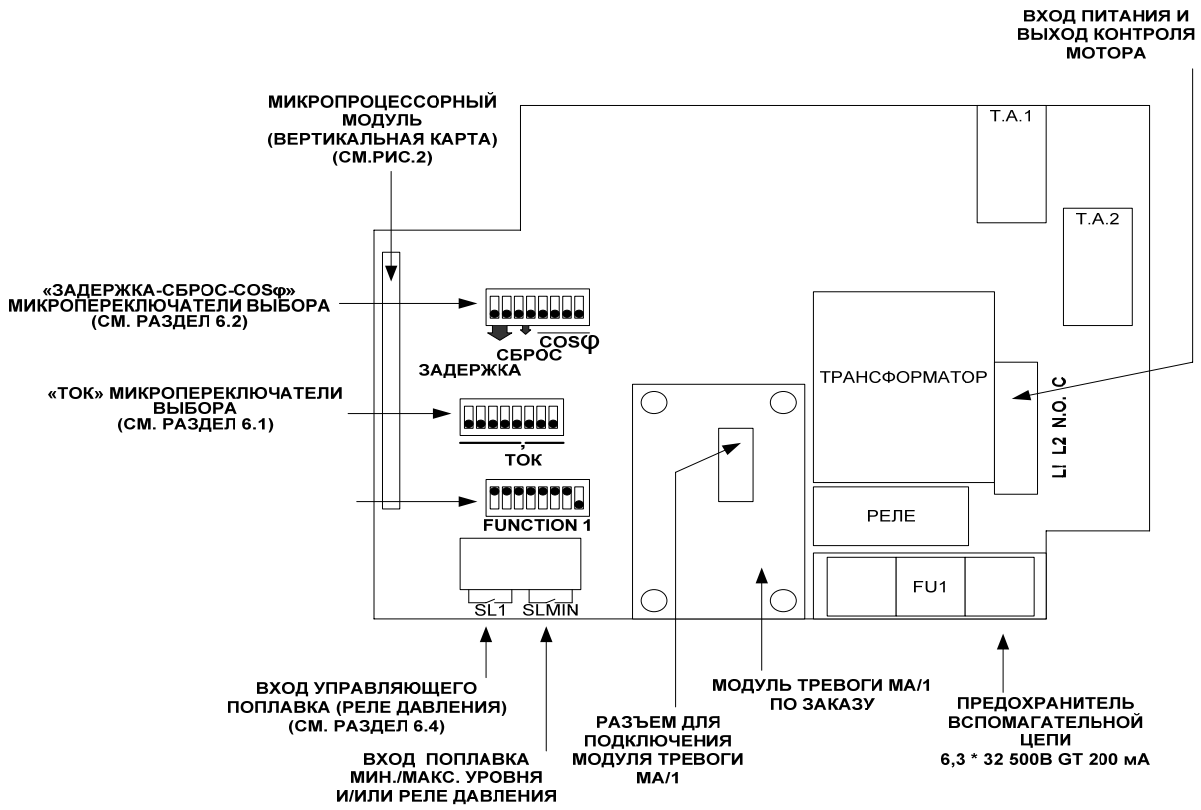 ВХОД ПИТАНИЯ И
ВЫХОД КОНТРОЛЯ
МОТОРА
МИКРОПРОЦЕССОРНЫЙ
МОДУЛЬ
(ВЕРТИКАЛЬНАЯ КАРТА)
(СМ.РИС.2)
T.A.1
T.A.2
«ЗАДЕРЖКА-СБРОС-COSφ»
МИКРОПЕРЕКЛЮЧАТЕЛИ ВЫБОРА
(СМ. РАЗДЕЛ 6.2)
COSφ
СБРОС
ЗАДЕРЖКА
«ТОК» МИКРОПЕРЕКЛЮЧАТЕЛИ
ВЫБОРА
(СМ. РАЗДЕЛ 6.1)
,
ТОК
ТРАНСФОРМАТОР
L! L2 N.O. C
РЕЛЕ
FUNCTION 1
FU1
SL1 SLMIN
ВХОД УПРАВЛЯЮЩЕГО
ПОПЛАВКА (РЕЛЕ ДАВЛЕНИЯ)
(СМ. РАЗДЕЛ 6.4)
ВХОД ПОПЛАВКА
МИН./МАКС. УРОВНЯ
И/ИЛИ РЕЛЕ ДАВЛЕНИЯ
РАЗЪЕМ ДЛЯ
ПОДКЛЮЧЕНИЯ
МОДУЛЯ ТРЕВОГИ
МА/1
МОДУЛЬ ТРЕВОГИ МА/1
ПО ЗАКАЗУ
ПРЕДОХРАНИТЕЛЬ
ВСПОМАГАТЕЛЬНОЙ
ЦЕПИ
6,3 * 32 500В GT 200 мА